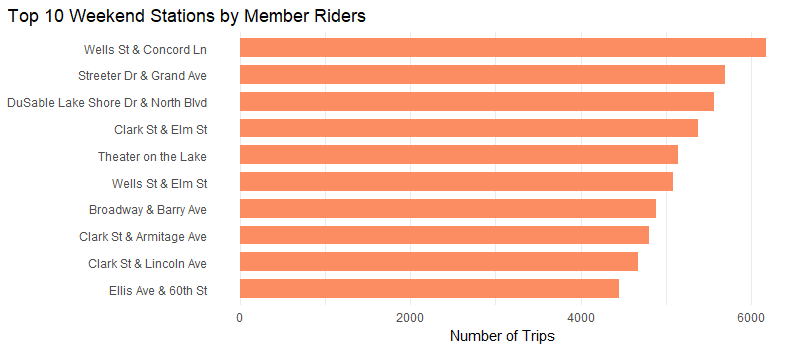 Top 10 Weekend Stations by Member Riders
Wells St & Concord Ln
Streeter Dr & Grand Ave
DuSable Lake Shore Dr & North Blvd
Clark St & Elm St
Theater on the Lake
Wells St & Elm St
Broadway & Barry Ave
Clark St & Armitage Ave
Clark St & Lincoln Ave
Ellis Ave & 60th St
0 2000 4000 6000
Number of Trips